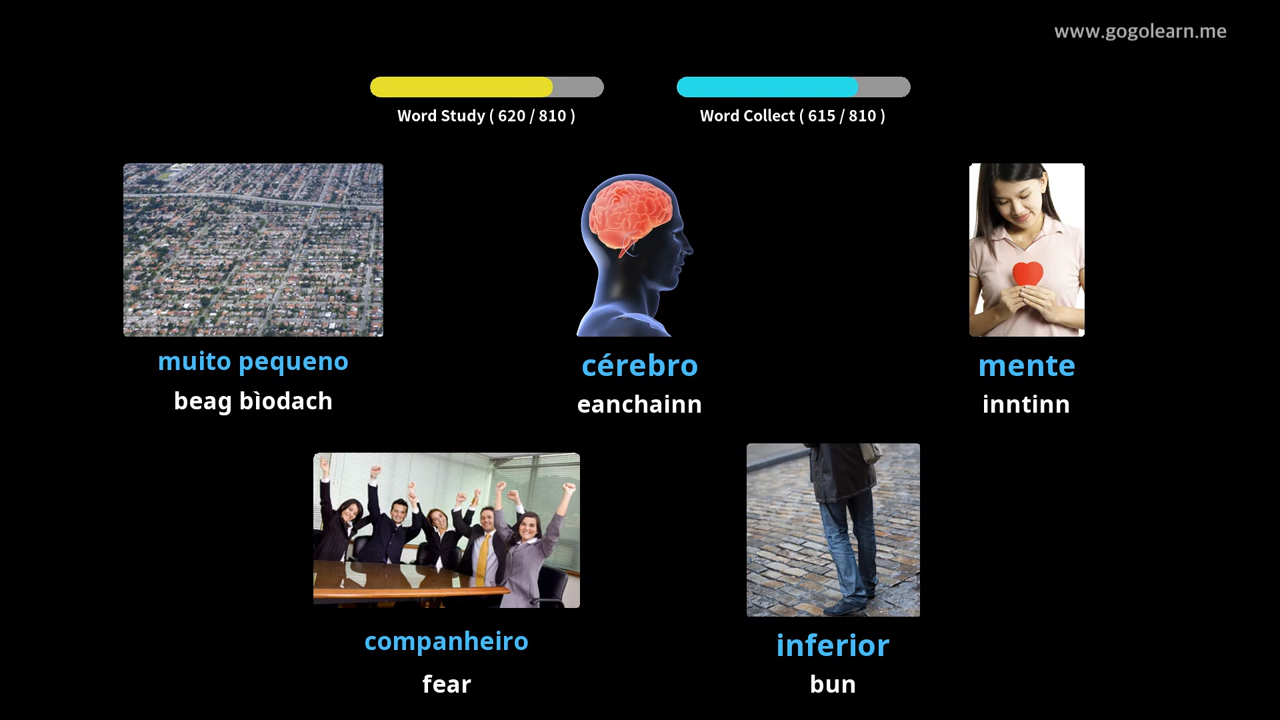 www.gogolearn.me
Word Study ( 620 / 810 )
Word Collect ( 615 / 810 )
muito pequeno
beag bìodach
cérebro
eanchainn
mente
inntinn
companheiro
fear
inferior
bun